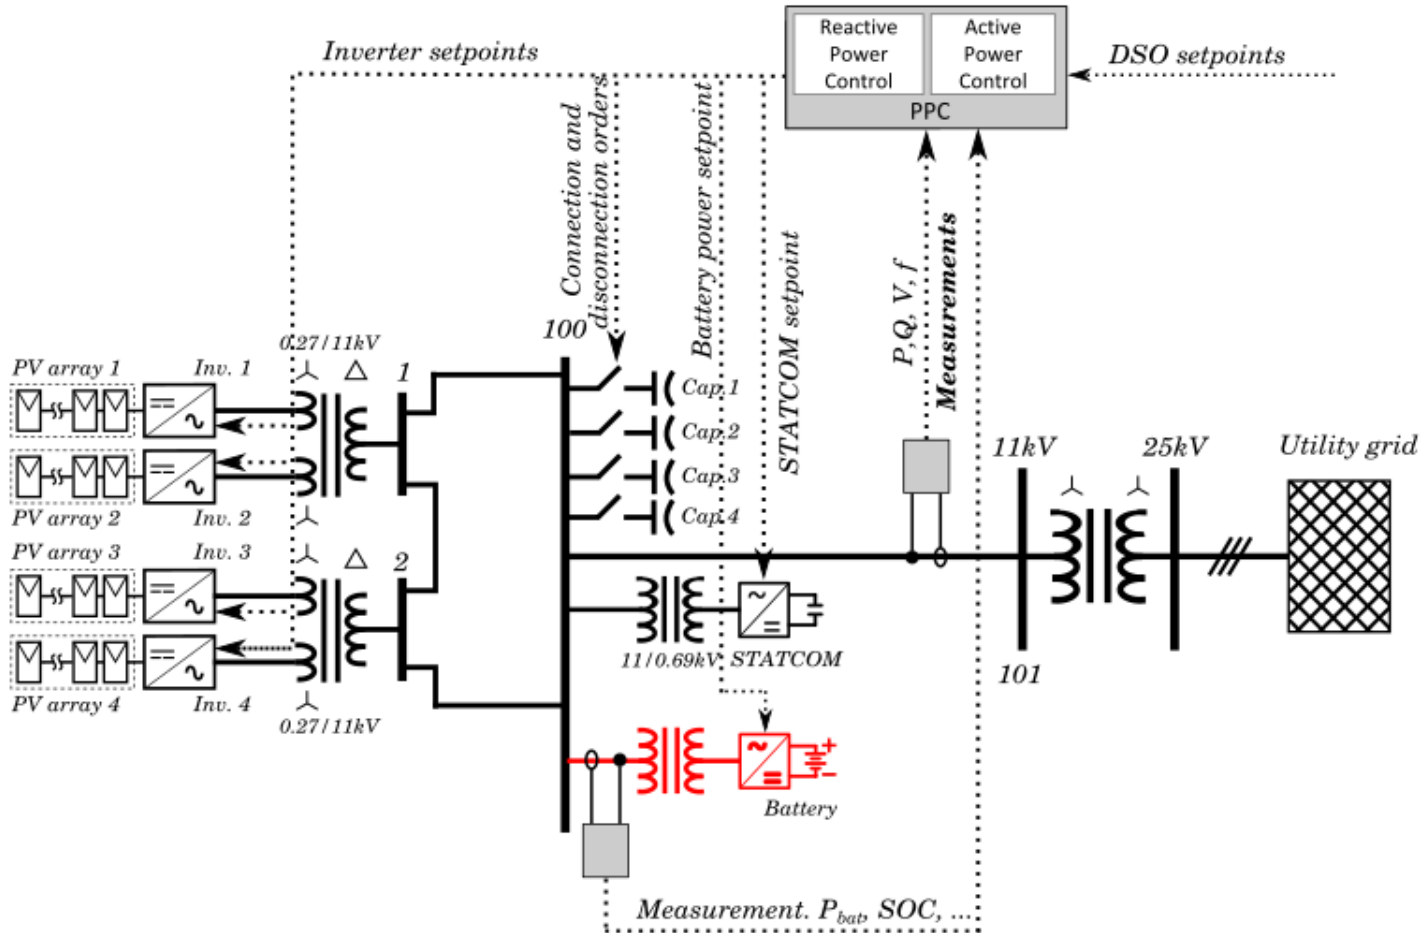 Reactive
Power
Control
Active
Power
Control
PPC
Inverter setpoints
DSO setpoints
Connection and
disconnection orders
Battery power setpoint
STATCOM setpoint
P,Q, V, f
Measurements
100
0.27/11kV
PV array 1
Inv. 1
1
Cap.1
Cap.2
Cap.3
Cap.4
11kV
25kV
Utility grid
PV array 2
Inv. 2
PV array 3
Inv. 3
2
11/0.69kV
STATCOM
101
PV array 4
Inv. 4
0.27/11kV
Battery
Measurement. Pbat, SOC, ...